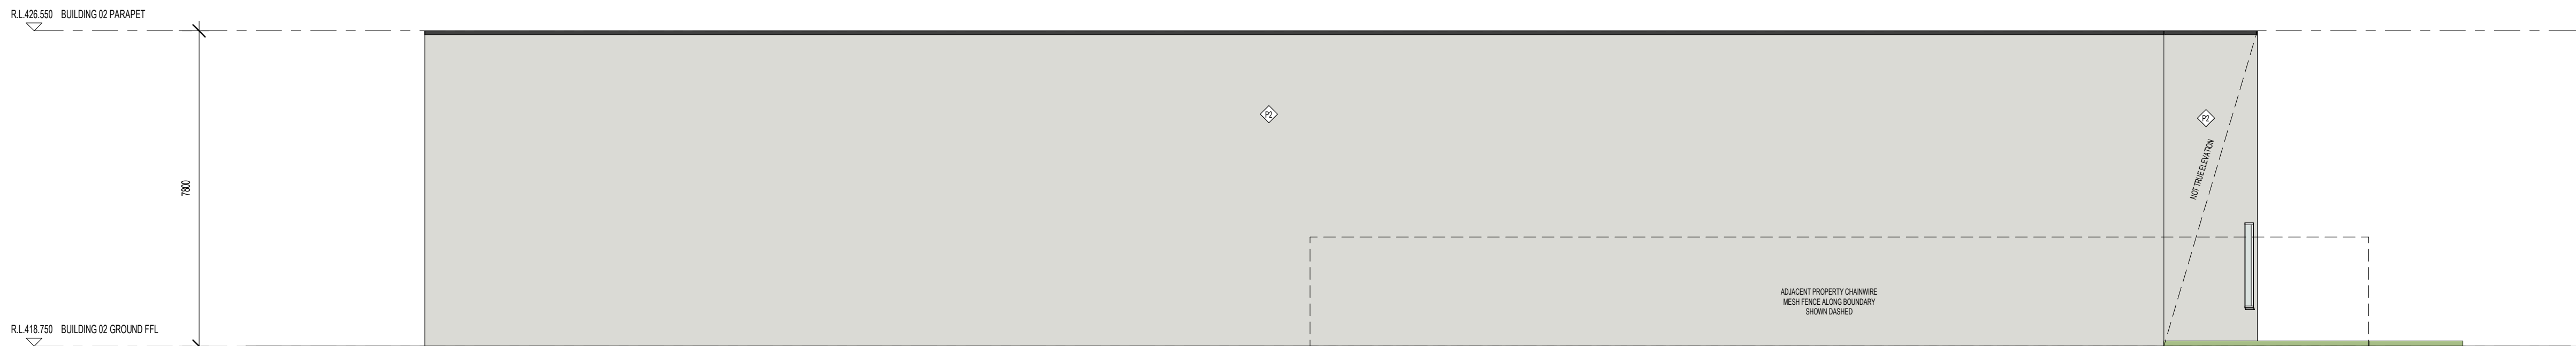 R.L.426.550 BUILDING 02 PARAPET
P2
P2
NOT TRUE ELEVATION
7800
ADJACENT PROPERTY CHAINWIRE
MESH FENCE ALONG BOUNDARY
SHOWN DASHED
R.L.418.750 BUILDING 02 GROUND FFL